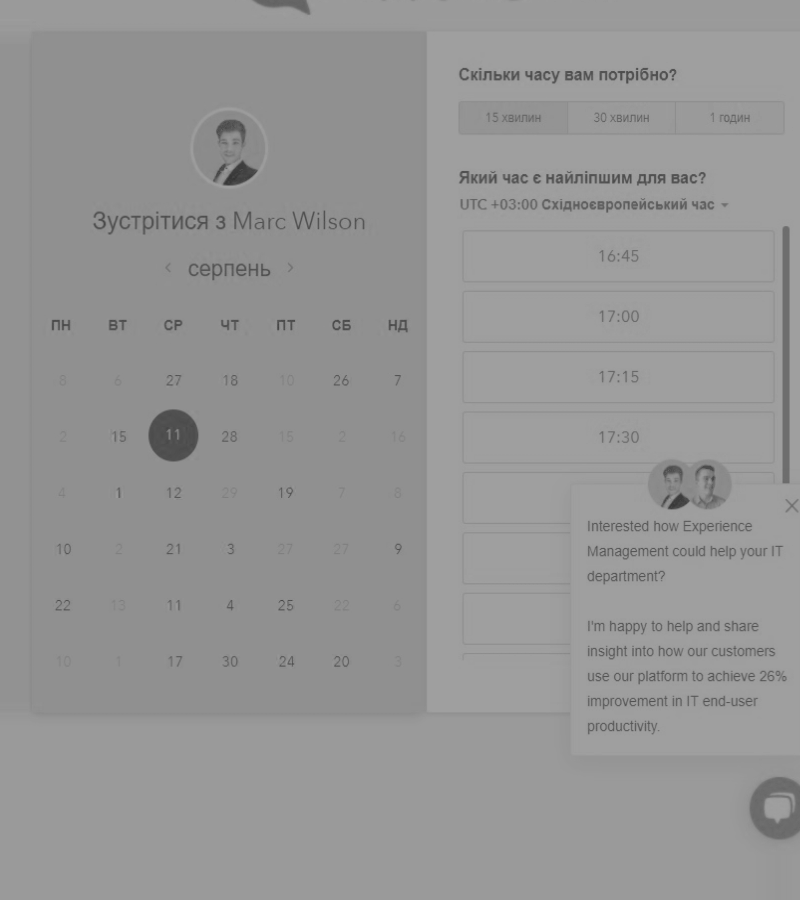 Зустрітися з Marc Wilson
серпень
ПН ВТ СР ЧТ ПТ СБ НД
8 6 27 18 10 26 7
2 15 11 28 15 2 16
4 1 12 29 19 7 8
10 2 21 3 27 27 9
22 13 11 4 25 22 6
10 1 17 30 24 20 3
Скільки часу вам потрібно?
15 хвилин 30 хвилин 1 годин
Який час є найліпшим для вас?
UTC +03:00 Східноєвропейський час
16:45
17:00
17:15
17:30
Interested how Experience
Management could help your IT
department?
I'm happy to help and share
insight into how our customers
use our platform to achieve 26%
improvement in IT end-user
productivity.